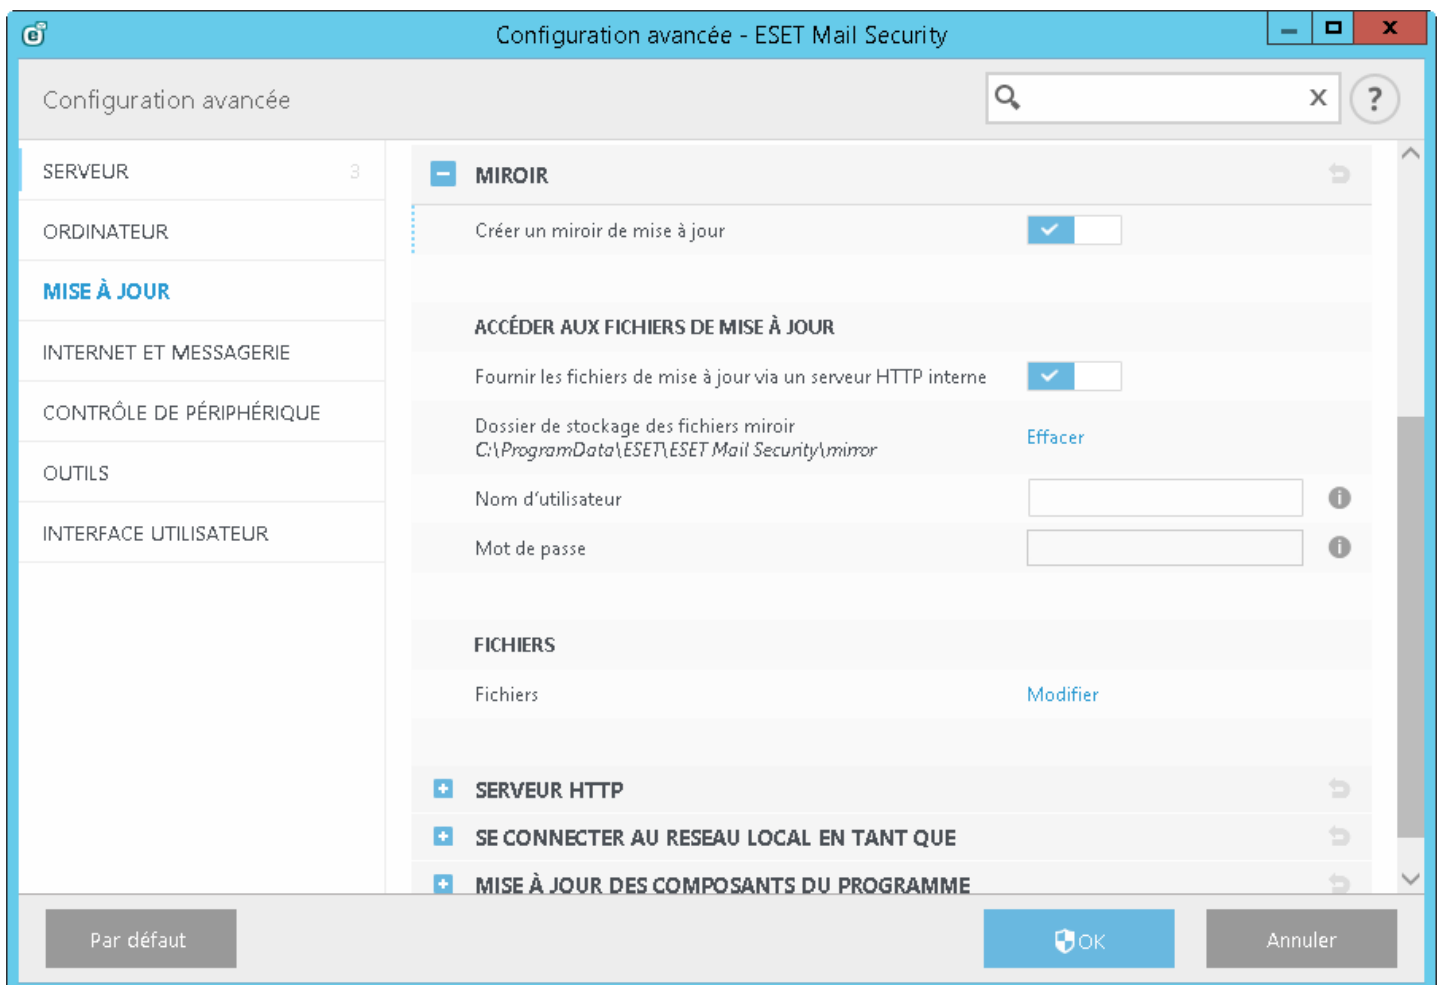 Configuration avancée - ESET Mail Security
Configuration avancée
SERVEUR 3
ORDINATEUR
MISE À JOUR
INTERNET ET MESSAGERIE
CONTRÔLE DE PÉRIPHÉRIQUE
OUTILS
INTERFACE UTILISATEUR
MIROIR
Créer un miroir de mise à jour
ACCÉDER AUX FICHIERS DE MISE À JOUR
Fournir les fichiers de mise à jour via un serveur HTTP interne
Dossier de stockage des fichiers miroir
C:\ProgramData\ESET\ESET Mail Security\mirror
Effacer
Nom d'utilisateur
Mot de passe
FICHIERS
Fichiers Modifier
SERVEUR HTTP
SE CONNECTER AU RESEAU LOCAL EN TANT QUE
MISE À JOUR DES COMPOSANTS DU PROGRAMME
Par défaut
OK
Annuler